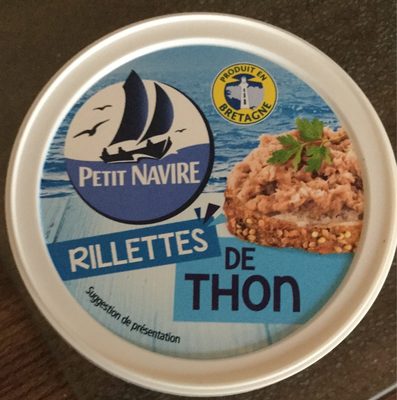 PRODUIT EN
BRETAGNE
PETIT NAVIRE
RILLETTES
DE
THON
Suggestion de présentation